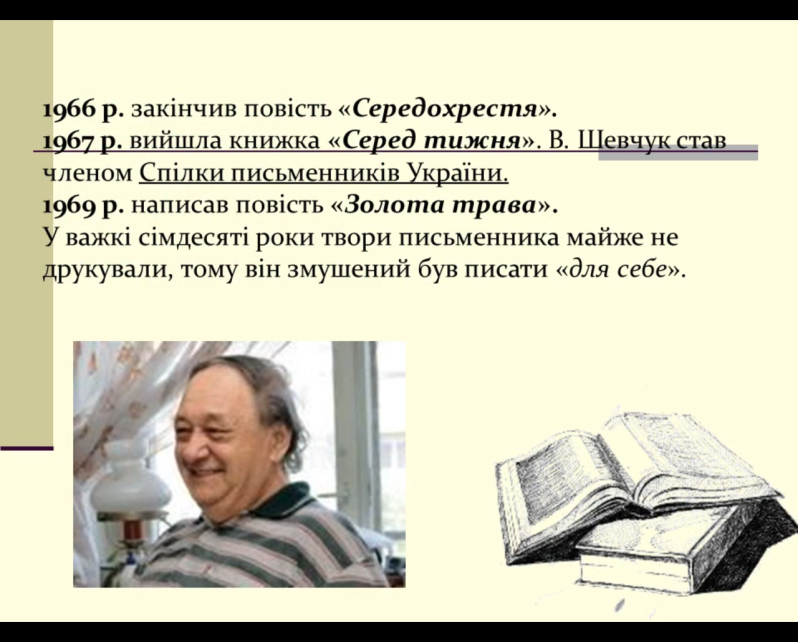 1966 р. закінчив повість «Середохрестя».
1967 р. вийшла книжка «Серед тижня». В. Шевчук став
членом Спілки письменників України.
1969 р. написав повість «Золота трава».
У важкі сімдесяті роки твори письменника майже не
друкували, тому він змушений був писати «для себе».